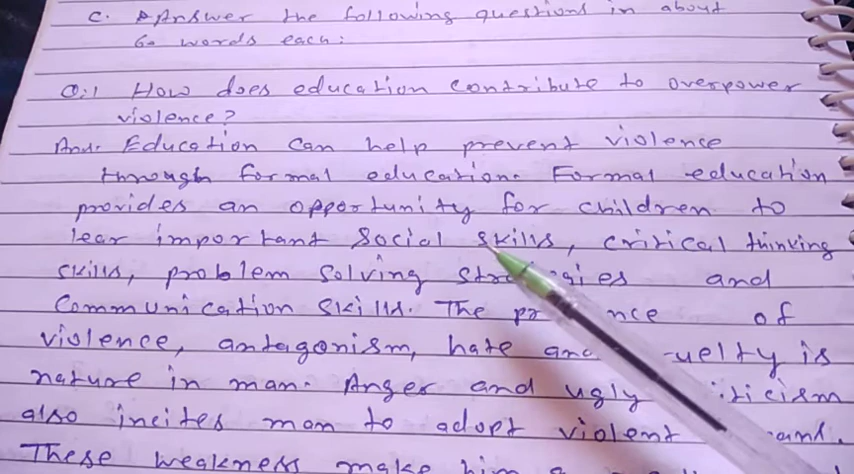 C. Answer the following questions in about
60 words each:
Q:1 How does education contribute to overpower
violence?
Ans. Education can help prevent violence
through formal education. Formal education
provides an opportunity for children to
lear important social skills, critical thinking
skills, problem solving and
communication skills. The of
violence, antagonism, hate and is
nature in man. Anger and ugly
also incites man to adopt violent
These weakness make him a